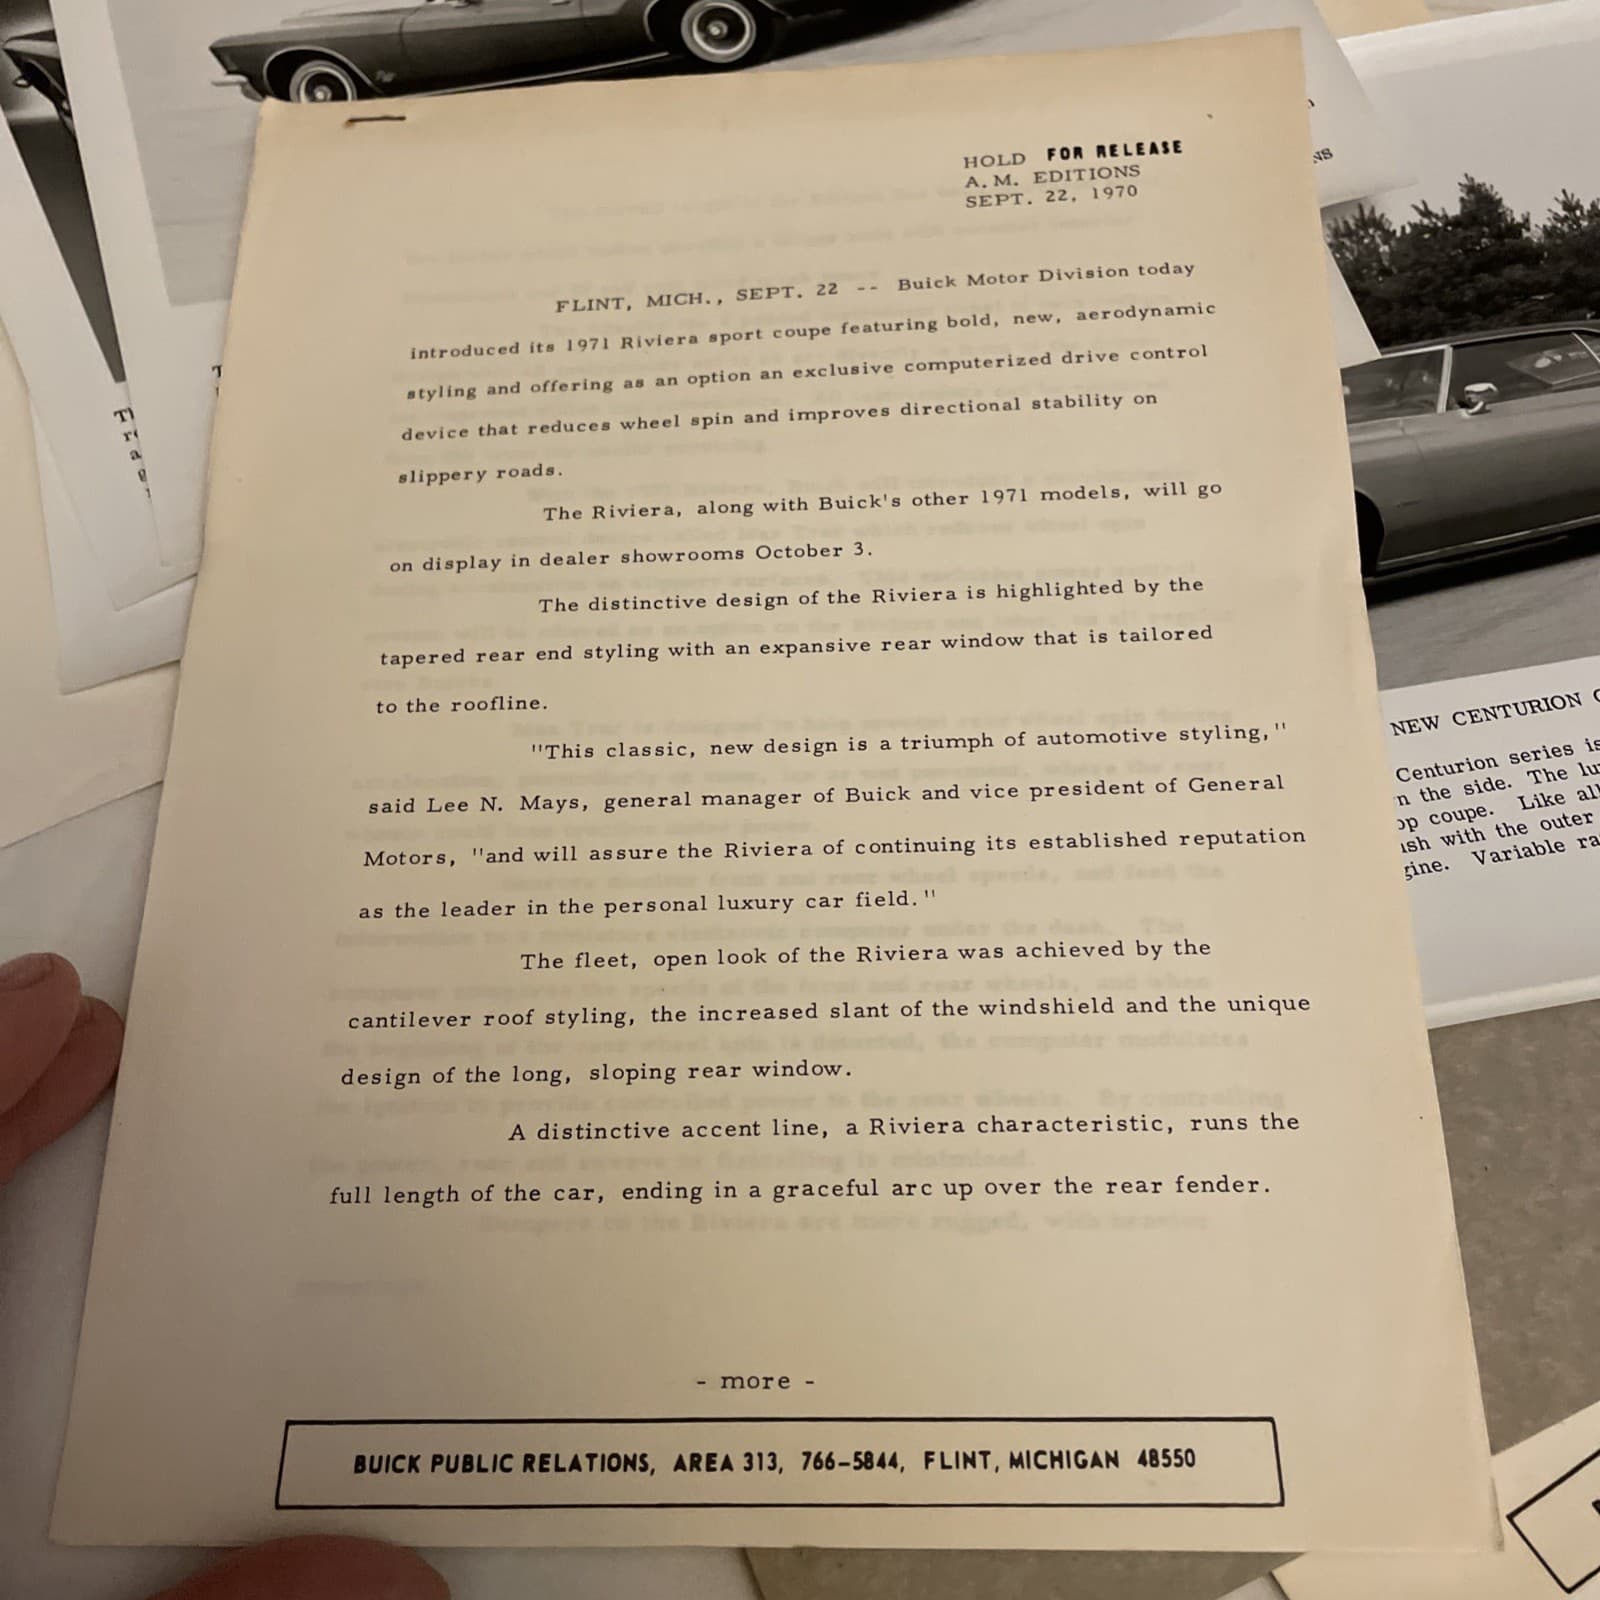 HOLD FOR RELEASE
A.M. EDITIONS
SEPT. 22, 1970
FLINT, MICH., SEPT. 22 -- Buick Motor Division today
introduced its 1971 Riviera sport coupe featuring bold, new, aerodynamic
styling and offering as an option an exclusive computerized drive control
device that reduces wheel spin and improves directional stability on
slippery roads.
The Riviera, along with Buick's other 1971 models, will go
on display in dealer showrooms October 3.
The distinctive design of the Riviera is highlighted by the
tapered rear end styling with an expansive rear window that is tailored
to the roofline.
"This classic, new design is a triumph of automotive styling,"
said Lee N. Mays, general manager of Buick and vice president of General
Motors, "and will assure the Riviera of continuing its established reputation
as the leader in the personal luxury car field."
The fleet, open look of the Riviera was achieved by the
cantilever roof styling, the increased slant of the windshield and the unique
design of the long, sloping rear window.
A distinctive accent line, a Riviera characteristic, runs the
full length of the car, ending in a graceful arc up over the rear fender.
- more -
BUICK PUBLIC RELATIONS, AREA 313, 766-5844, FLINT, MICHIGAN 48550
NEW CENTURION
Centurion series is
the side. The
coupe. Like
with the outer
Variable